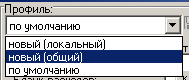 Профиль:
по умолчанию
новый (локальный)
новый (общий)
по умолчанию